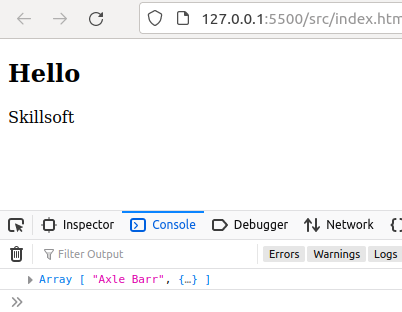 127.0.0.1:5500/src/index.htm
Hello
Skillsoft
Inspector Console Debugger Network
Filter Output Errors Warnings Logs
Array [ "Axle Barr", {…} ]